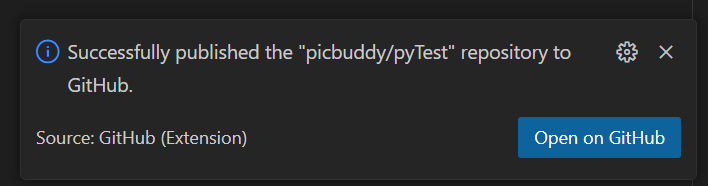 Successfully published the "picbuddy/pyTest" repository to
GitHub.
Source: GitHub (Extension)
Open on GitHub